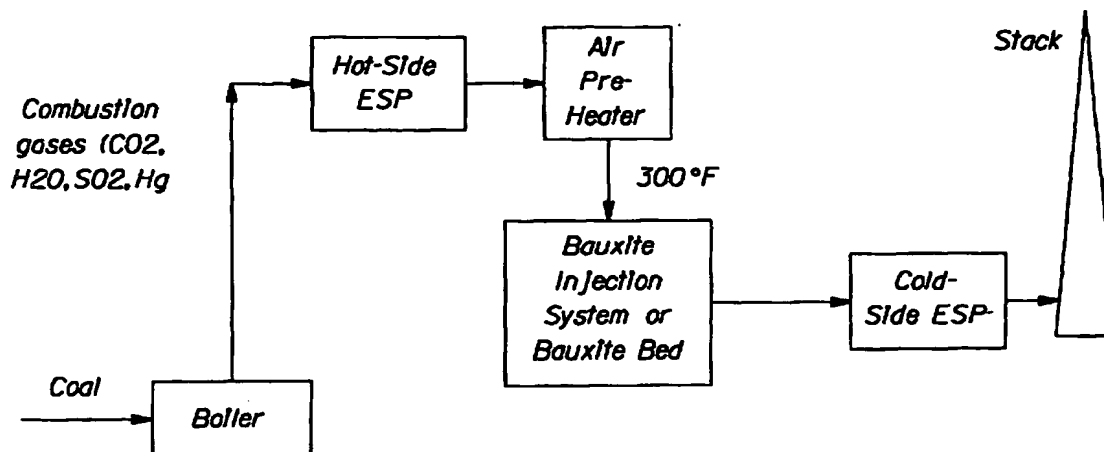 Combustion
gases (CO2,
H2O,SO2,Hg
Coal
Boiler
Hot-Side
ESP
Air
Pre-
Heater
300°F
Bauxite
Injection
System or
Bauxite Bed
Cold-
Side ESP-
Stack